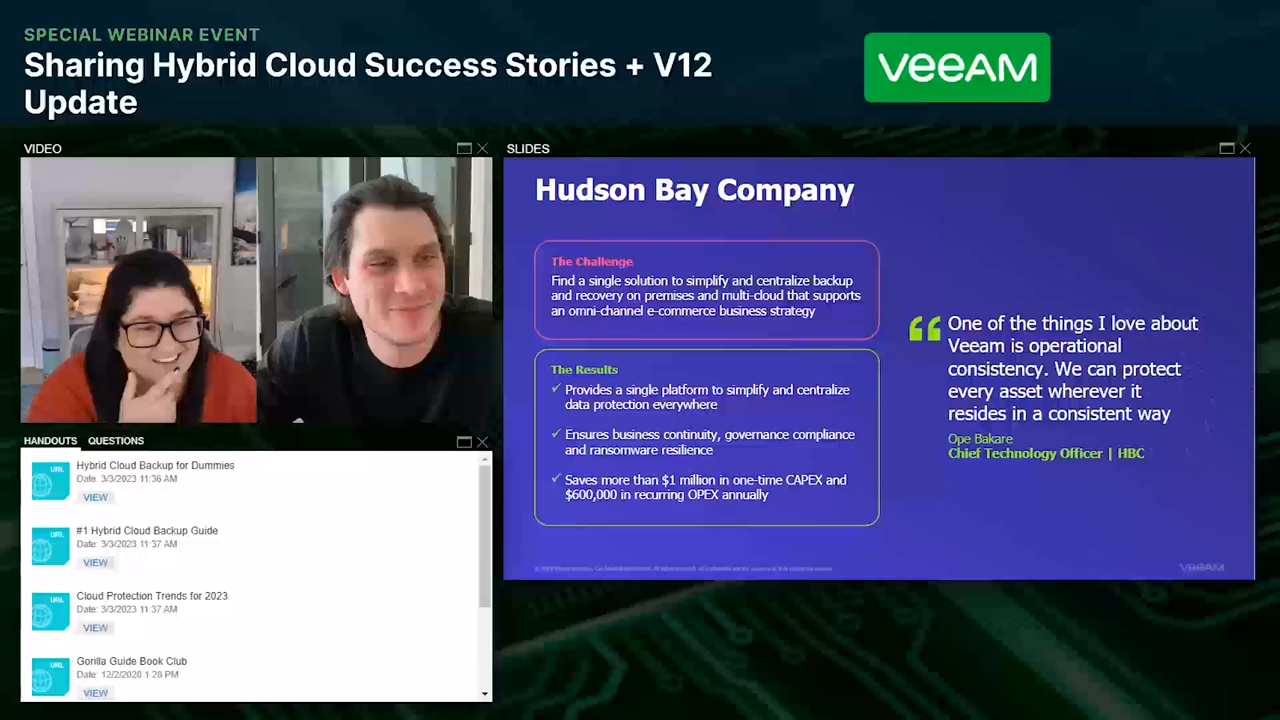 SPECIAL WEBINAR EVENT
Sharing Hybrid Cloud Success Stories + V12
Update
veeAM
VIDEO
SLIDES
Hudson Bay Company
The Challenge
Find a single solution to simplify and centralize backup
and recovery on premises and multi-cloud that supports
an omni-channel e-commerce business strategy
The Results
✓ Provides a single platform to simplify and centralize
data protection everywhere
✓ Ensures business continuity, governance compliance
and ransomware resilience
✓ Saves more than $1 million in one-time CAPEX and
$600,000 in recurring OPEX annually
“ One of the things I love about
Veeam is operational
consistency. We can protect
every asset wherever it
resides in a consistent way
Ope Bakare
Chief Technology Officer | HBC
veeAM
HANDOUTS QUESTIONS
URL
Hybrid Cloud Backup for Dummies
Date: 3/3/2023 11:36 AM
VIEW
URL
#1 Hybrid Cloud Backup Guide
Date: 3/3/2023 11:37 AM
VIEW
URL
Cloud Protection Trends for 2023
Date: 3/3/2023 11:37 AM
VIEW
URL
Gorilla Guide Book Club
Date: 12/2/2020 1:28 PM
VIEW